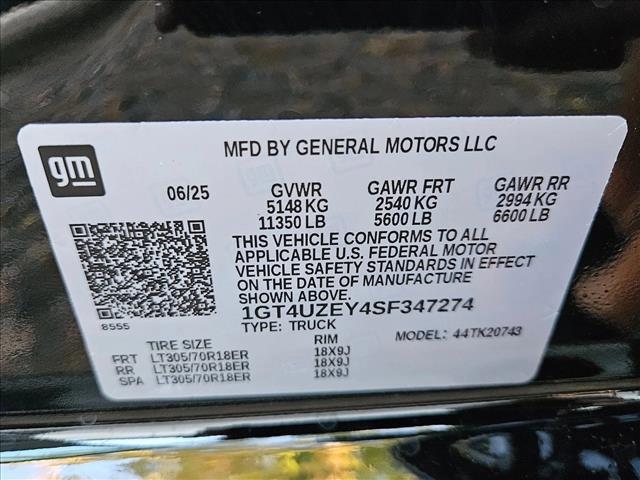 gm
MFD BY GENERAL MOTORS LLC
06/25 GVWR GAWR FRT GAWR RR
5148 KG 2540 KG 2994 KG
11350 LB 5600 LB 6600 LB
THIS VEHICLE CONFORMS TO ALL
APPLICABLE U.S. FEDERAL MOTOR
VEHICLE SAFETY STANDARDS IN EFFECT
ON THE DATE OF MANUFACTURE
SHOWN ABOVE.
1GT4UZEY4SF347274
8555 TYPE: TRUCK MODEL: 44TK20743
TIRE SIZE RIM
FRT LT305/70R18ER 18X9J
RR LT305/70R18ER 18X9J
SPA LT305/70R18ER 18X9J